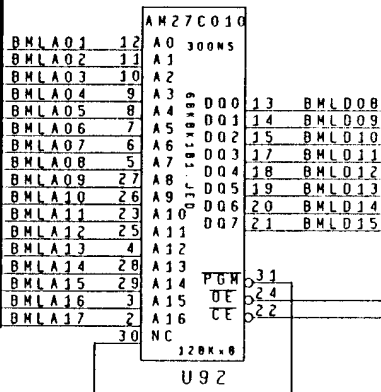 AM27C010
BMLA01 12 A0 300NS
BMLA02 11 A1
BMLA03 10 A2
BMLA04 9 A3
BMLA05 8 A4 DQ0 13 BMLD08
BMLA06 7 A5 DQ1 14 BMLD09
BMLA07 6 A6 DQ2 15 BMLD10
BMLA08 5 A7 DQ3 17 BMLD11
BMLA09 27 A8 DQ4 18 BMLD12
BMLA10 26 A9 DQ5 19 BMLD13
BMLA11 23 A10 DQ6 20 BMLD14
BMLA12 25 A11 DQ7 21 BMLD15
BMLA13 4 A12
BMLA14 28 A13
BMLA15 29 A14 PGM 31
BMLA16 3 A15 OE 24
BMLA17 2 A16 CE 22
30 NC
128Kx8
U92